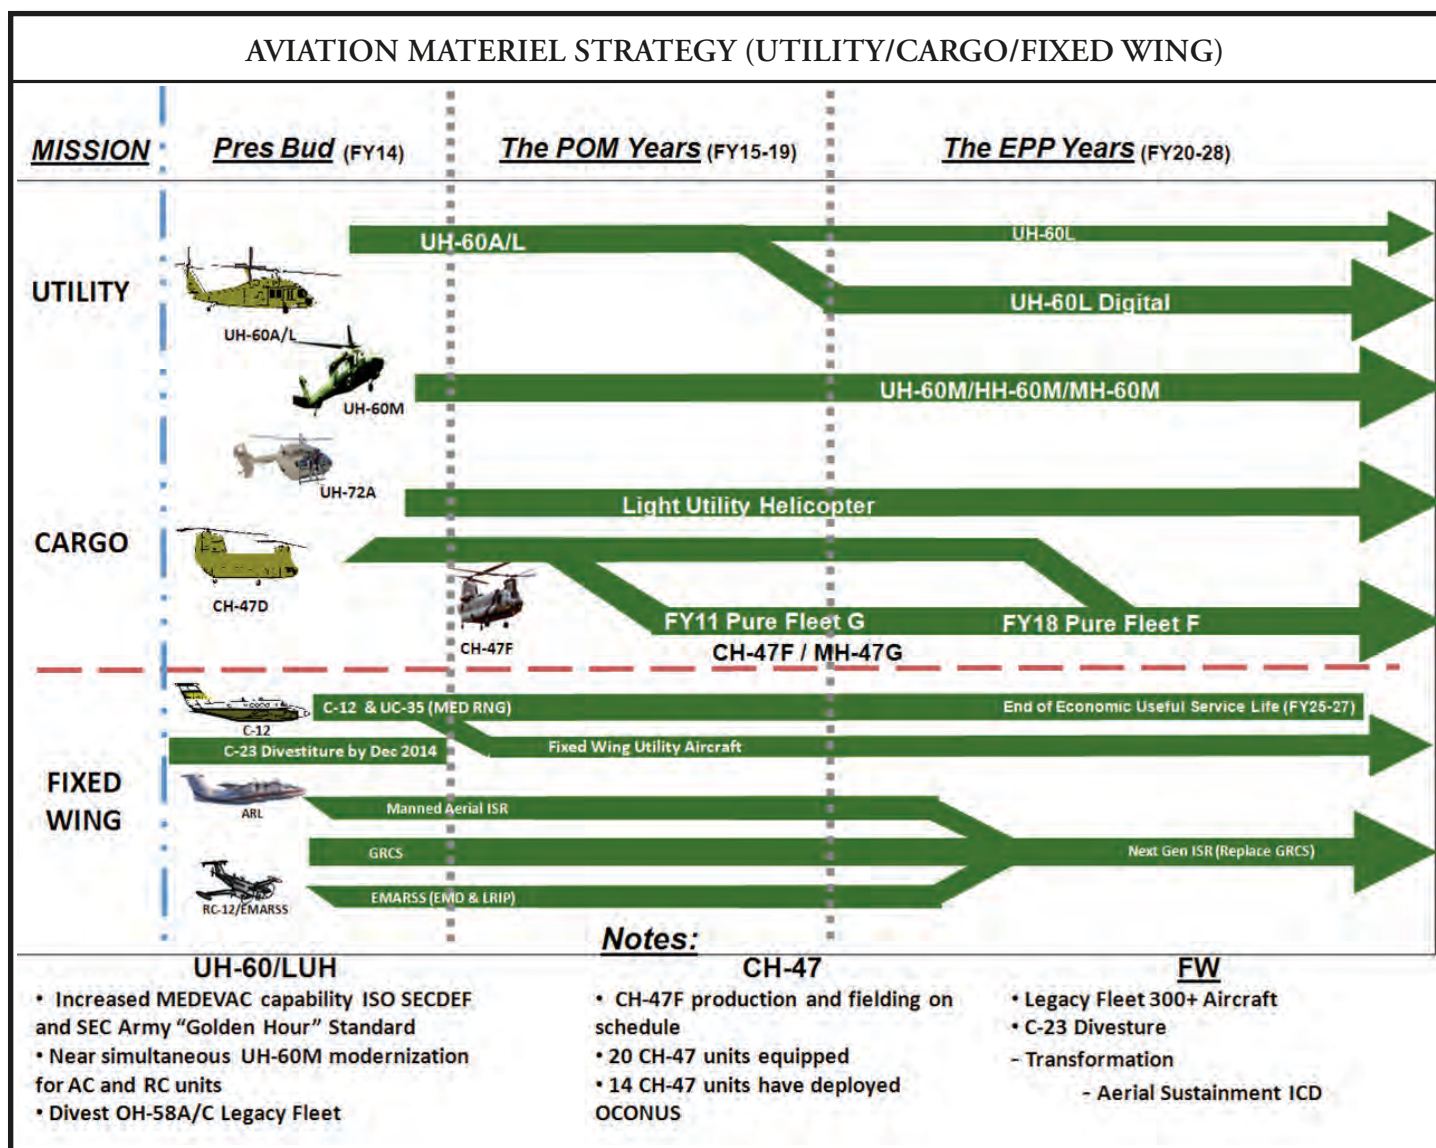 AVIATION MATERIEL STRATEGY (UTILITY/CARGO/FIXED WING)
MISSION
Pres Bud (FY14)
The POM Years (FY15-19)
The EPP Years (FY20-28)
UTILITY
UH-60A/L
UH-60L
UH-60L Digital
UH-60A/L
UH-60M/HH-60M/MH-60M
UH-60M
UH-72A
Light Utility Helicopter
CARGO
CH-47D
CH-47F
FY11 Pure Fleet G
FY18 Pure Fleet F
CH-47F / MH-47G
FIXED
WING
C-12 & UC-35 (MED RNG)
End of Economic Useful Service Life (FY25-27)
C-12
C-23 Divestiture by Dec 2014
Fixed Wing Utility Aircraft
ARL
Manned Aerial ISR
GRCS
Next Gen ISR (Replace GRCS)
RC-12/EMARSS
EMARSS (EMD & LRIP)
Notes:
UH-60/LUH
• Increased MEDEVAC capability ISO SECDEF
and SEC Army “Golden Hour” Standard
• Near simultaneous UH-60M modernization
for AC and RC units
• Divest OH-58A/C Legacy Fleet
CH-47
• CH-47F production and fielding on
schedule
• 20 CH-47 units equipped
• 14 CH-47 units have deployed
OCONUS
FW
• Legacy Fleet 300+ Aircraft
• C-23 Divesture
- Transformation
- Aerial Sustainment ICD